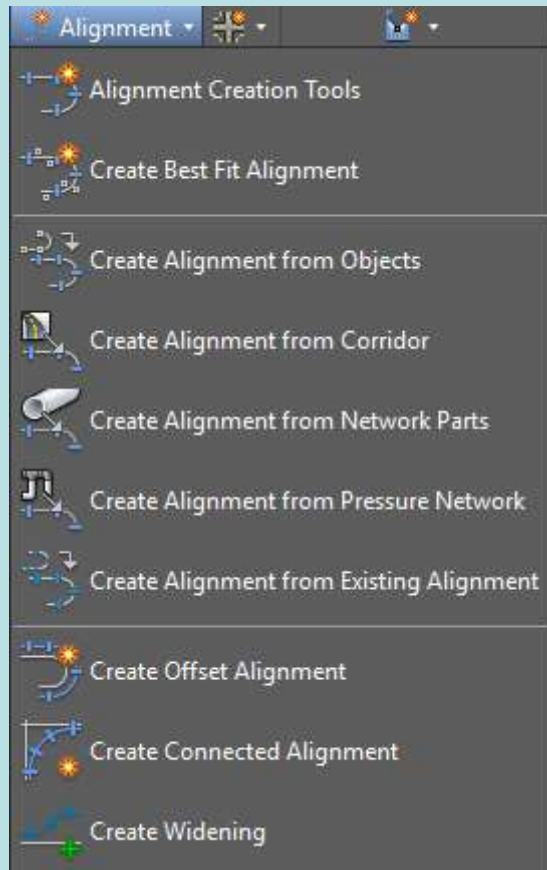 Alignment
Alignment Creation Tools
Create Best Fit Alignment
Create Alignment from Objects
Create Alignment from Corridor
Create Alignment from Network Parts
Create Alignment from Pressure Network
Create Alignment from Existing Alignment
Create Offset Alignment
Create Connected Alignment
Create Widening